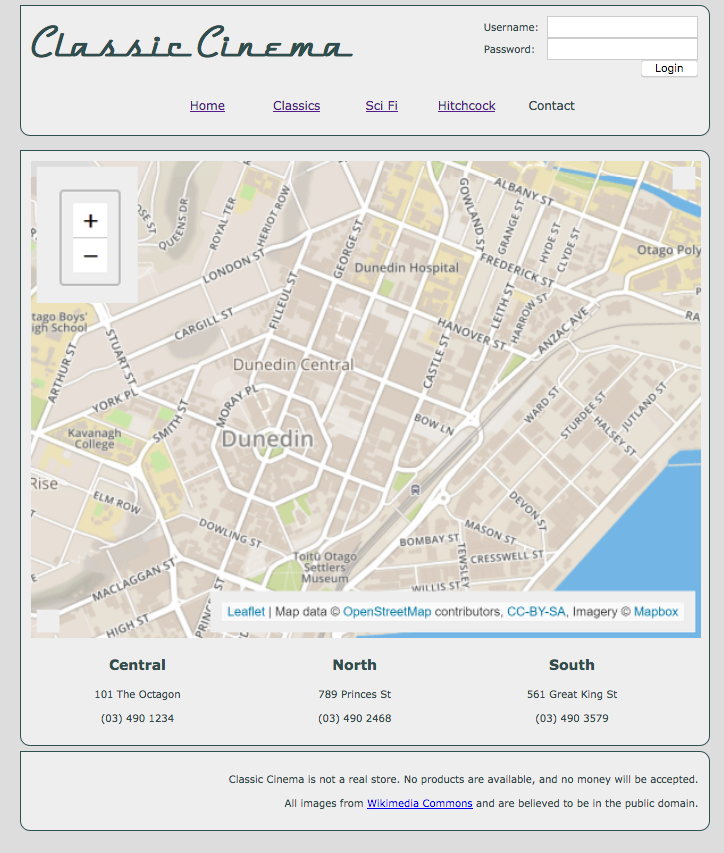 Classic Cinema
Username:
Password:
Login
Home Classics Sci Fi Hitchcock Contact
+
−
OSE ST
QUEENS DR
ROYAL TER
HERIOT ROW
LONDON ST
CARGILL ST
FILLEUL ST
GEORGE ST
Dunedin Hospital
ALBANY ST
GOWLAND ST
GRANGE ST
HYDE ST
CLYDE ST
FREDERICK ST
Otago Poly
LEITH ST
HARROW ST
ANZAC AVE
HANOVER ST
CASTLE ST
RA
tago Boys'
igh School
ARTHUR ST
STUART ST
YORK PL
SMITH ST
MORAY PL
Dunedin Central
Dunedin
Kavanagh
College
Rise
ELM ROW
BOW LN
WARD ST
STURDEE ST
HALSEY ST
JUTLAND ST
DEVON ST
MASON ST
BOMBAY ST
CRESSWELL ST
TEWSLEY
WILLIS ST
DOWLING ST
Toitū Otago
Settlers
Museum
MACLAGGAN ST
HIGH ST
PRINCE
Leaflet | Map data © OpenStreetMap contributors, CC-BY-SA, Imagery © Mapbox
Central North South
101 The Octagon 789 Princes St 561 Great King St
(03) 490 1234 (03) 490 2468 (03) 490 3579
Classic Cinema is not a real store. No products are available, and no money will be accepted.
All images from Wikimedia Commons and are believed to be in the public domain.